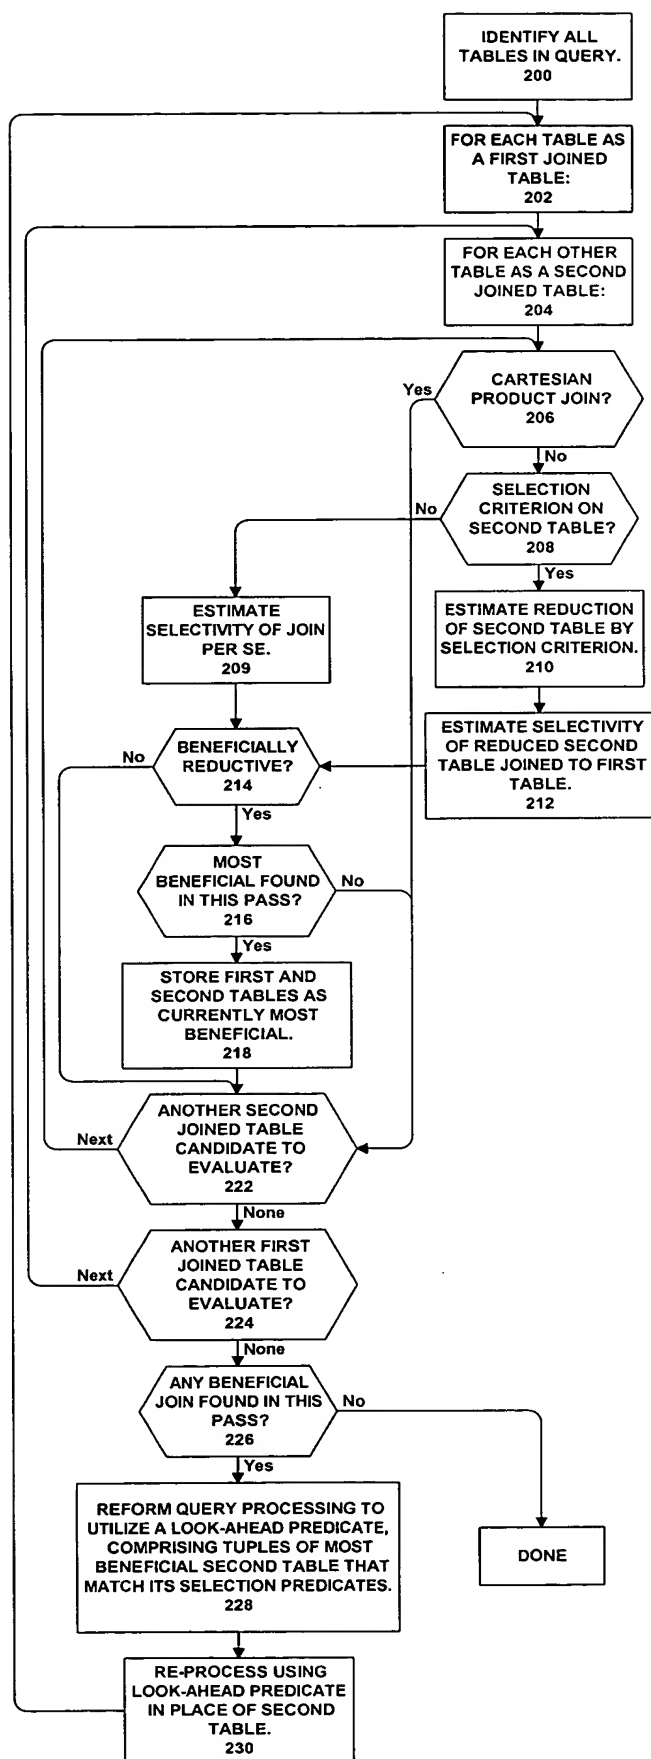 IDENTIFY ALL
TABLES IN QUERY.
200
FOR EACH TABLE AS
A FIRST JOINED
TABLE:
202
FOR EACH OTHER
TABLE AS A SECOND
JOINED TABLE:
204
Yes
CARTESIAN
PRODUCT JOIN?
206
No
No
SELECTION
CRITERION ON
SECOND TABLE?
208
Yes
ESTIMATE
SELECTIVITY OF JOIN
PER SE.
209
ESTIMATE REDUCTION
OF SECOND TABLE BY
SELECTION CRITERION.
210
No
BENEFICIALLY
REDUCTIVE?
214
Yes
ESTIMATE SELECTIVITY
OF REDUCED SECOND
TABLE JOINED TO FIRST
TABLE.
212
MOST
BENEFICIAL FOUND
IN THIS PASS?
216
No
Yes
STORE FIRST AND
SECOND TABLES AS
CURRENTLY MOST
BENEFICIAL.
218
Next
ANOTHER SECOND
JOINED TABLE
CANDIDATE TO
EVALUATE?
222
None
Next
ANOTHER FIRST
JOINED TABLE
CANDIDATE TO
EVALUATE?
224
None
ANY BENEFICIAL
JOIN FOUND IN THIS
PASS?
226
No
Yes
REFORM QUERY PROCESSING TO
UTILIZE A LOOK-AHEAD PREDICATE,
COMPRISING TUPLES OF MOST
BENEFICIAL SECOND TABLE THAT
MATCH ITS SELECTION PREDICATES.
228
DONE
RE-PROCESS USING
LOOK-AHEAD PREDICATE
IN PLACE OF SECOND
TABLE.
230